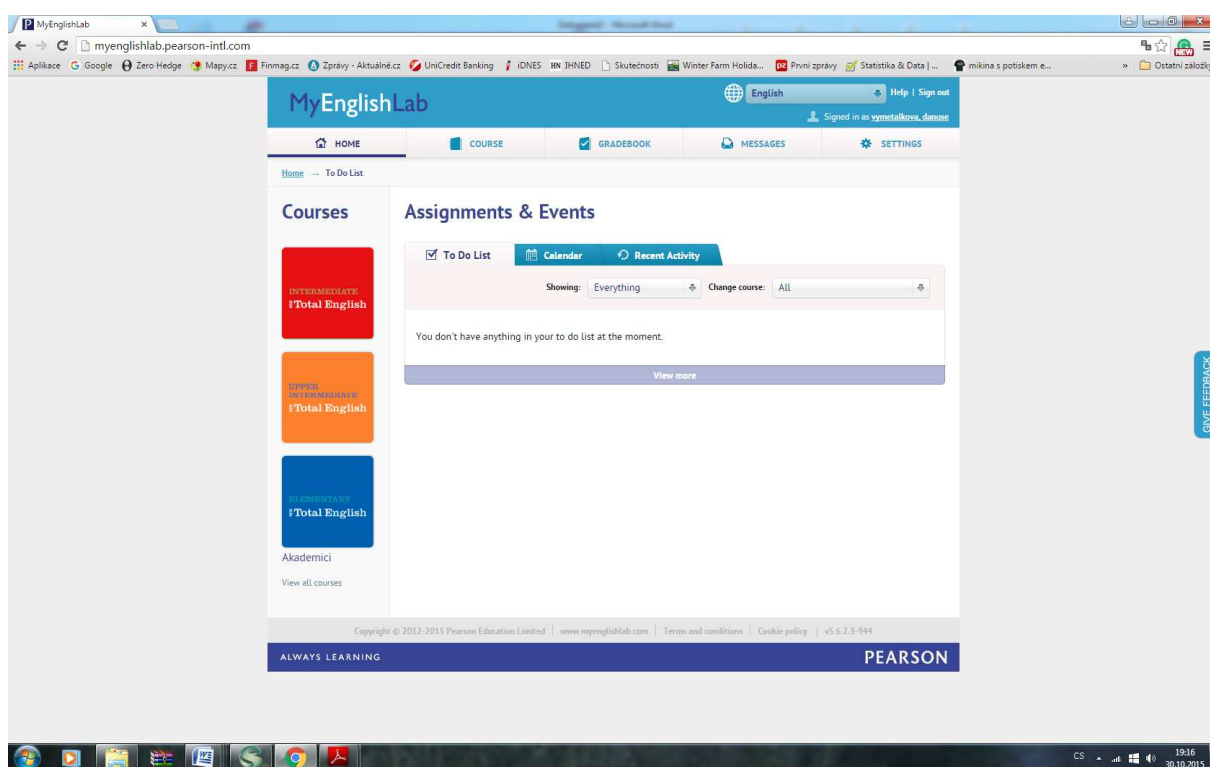 MyEnglishLab
myenglishlab.pearson-intl.com
Aplikace Google Zero Hedge Mapy.cz Finmag.cz Zprávy - Aktuálně.cz UniCredit Banking iDNES IHNED Skutečnosti Winter Farm Holida... První zprávy Statistika & Data | ... mikina s potiskem e... » Ostatní záložky
MyEnglishLab
English Help | Sign out
Signed in as vymetalkova, danuse
HOME COURSE GRADEBOOK MESSAGES SETTINGS
Home → To Do List
Courses
INTERMEDIATE
Total English
UPPER
INTERMEDIATE
Total English
ELEMENTARY
Total English
Akademici
View all courses
Assignments & Events
To Do List Calendar Recent Activity
Showing: Everything Change course: All
You don't have anything in your to do list at the moment.
View more
GIVE FEEDBACK
Copyright © 2012-2015 Pearson Education Limited | www.myenglishlab.com | Terms and conditions | Cookie policy | v5.6.2.3-944
ALWAYS LEARNING PEARSON
CS 19:16
30.10.2015